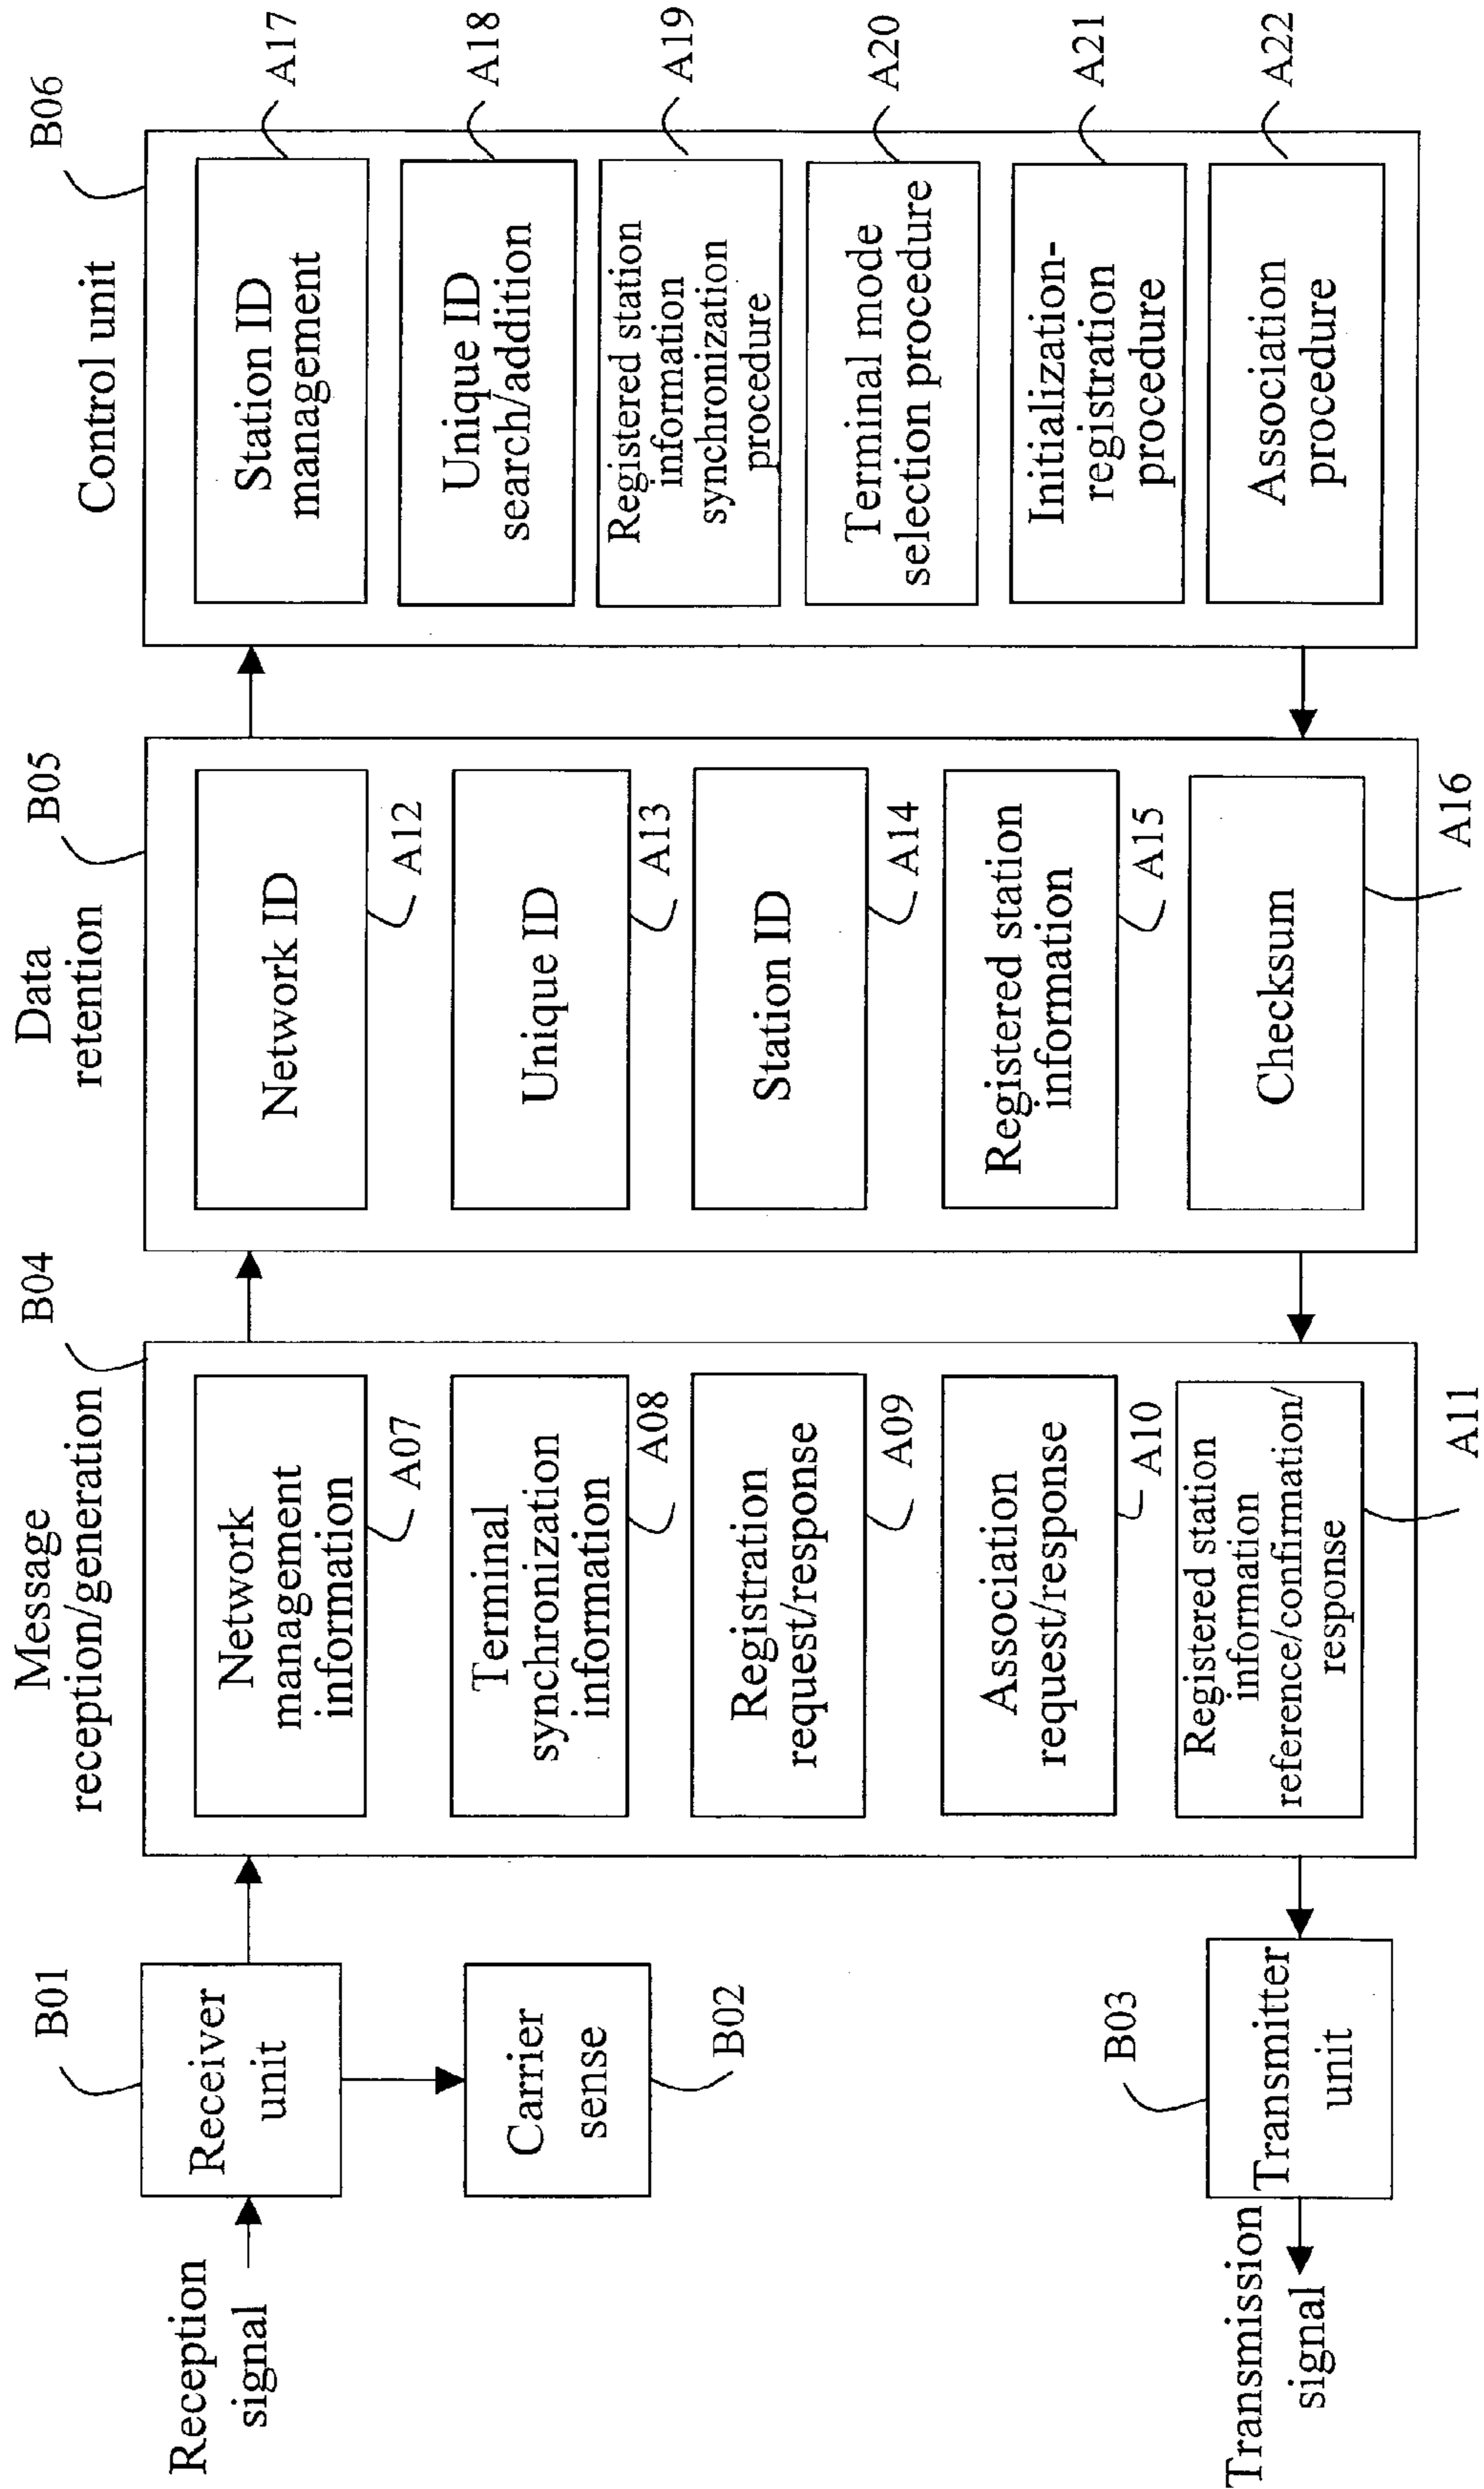 Reception
signal
B01
Receiver
unit
Carrier
sense
B02
B03
Transmitter
unit
Transmission
signal
Message
reception/generation
B04
Network
management
information
A07
Terminal
synchronization
information
A08
Registration
request/response
A09
Association
request/response
A10
Registered station
information
reference/confirmation/
response
A11
Data
retention
B05
Network ID
A12
Unique ID
A13
Station ID
A14
Registered station
information
A15
Checksum
A16
Control unit
B06
Station ID
management
A17
Unique ID
search/addition
A18
Registered station
information
synchronization
procedure
A19
Terminal mode
selection procedure
A20
Initialization-
registration
procedure
A21
Association
procedure
A22